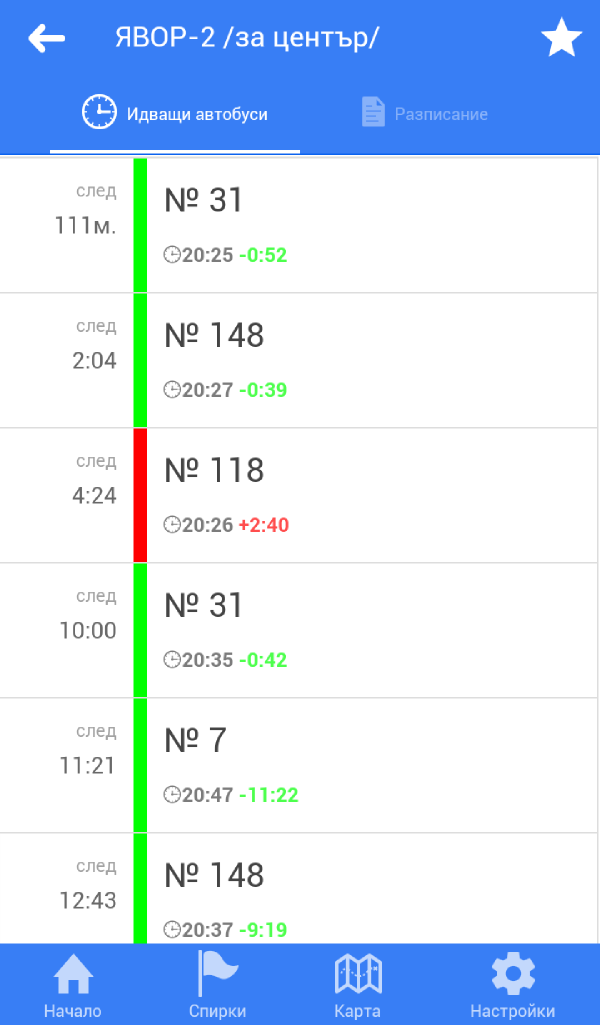 ЯВОР-2 /за център/
Идващи автобуси
Разписание
след
111м.
№ 31
20:25 -0:52
след
2:04
№ 148
20:27 -0:39
след
4:24
№ 118
20:26 +2:40
след
10:00
№ 31
20:35 -0:42
след
11:21
№ 7
20:47 -11:22
след
12:43
№ 148
20:37 -9:19
Начало
Спирки
Карта
Настройки